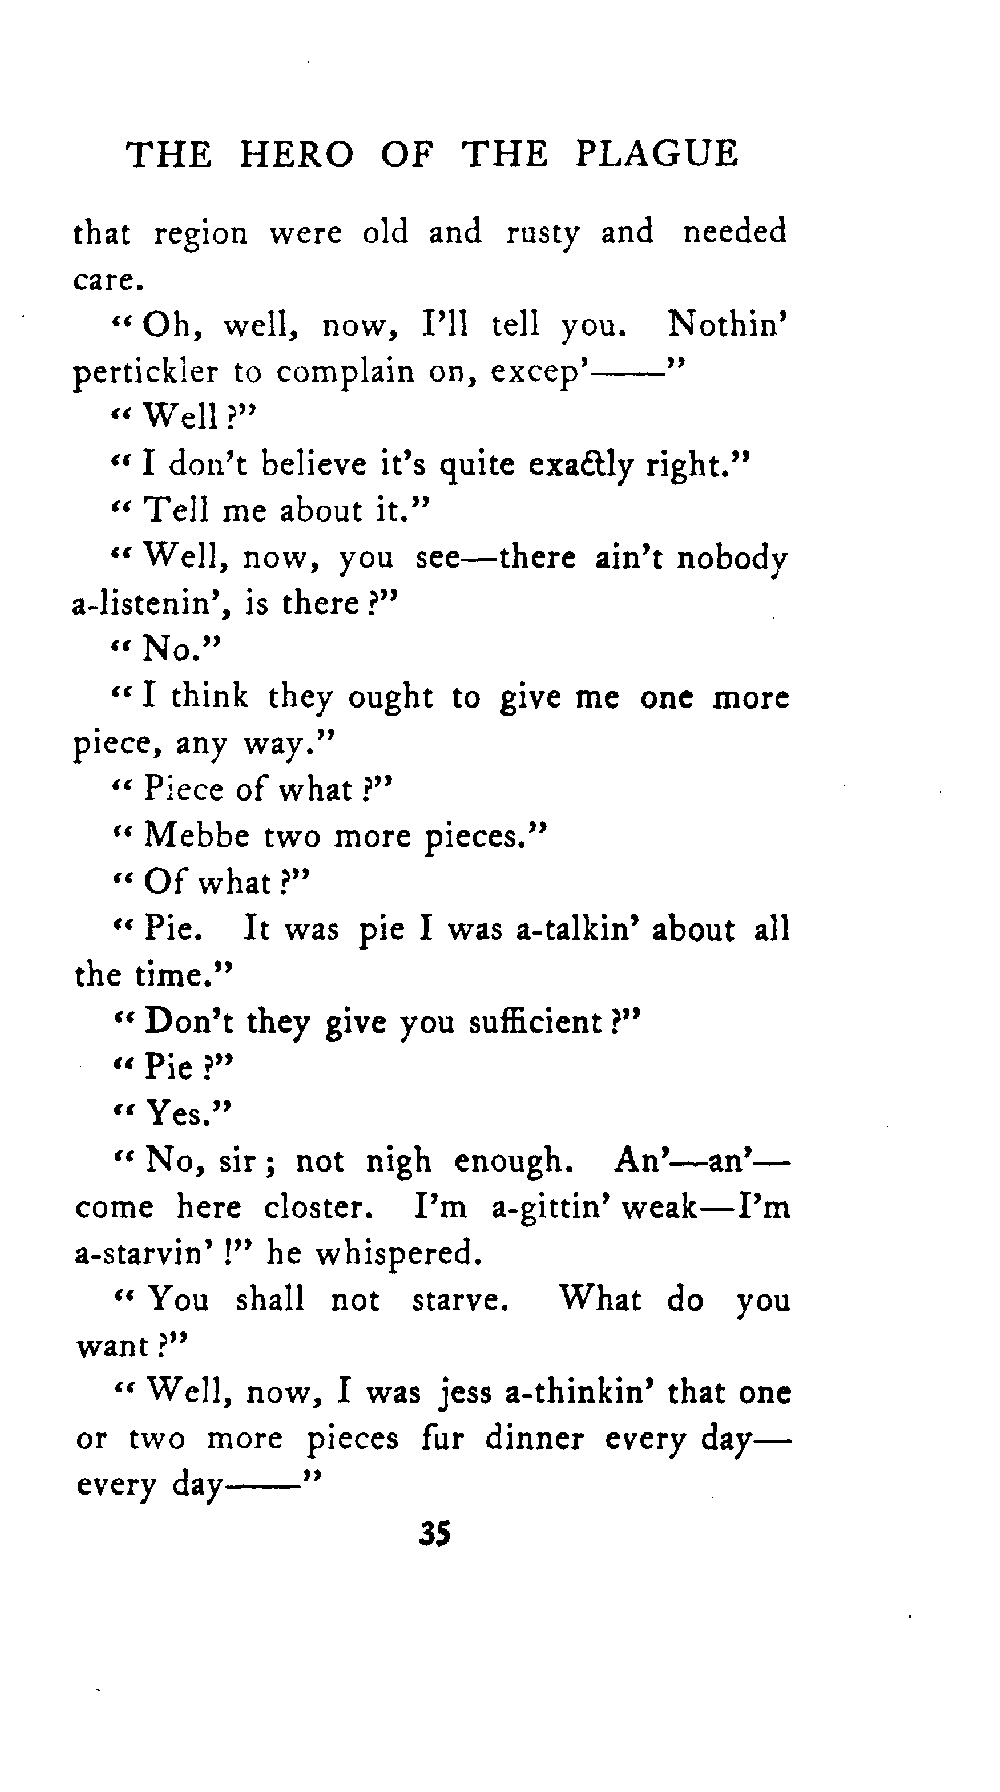 THE HERO OF THE PLAGUE
that region were old and rusty and needed
care.
“Oh, well, now, I’ll tell you. Nothin’
pertickler to complain on, excep’——”
“Well?”
“I don’t believe it’s quite exactly right.”
“Tell me about it.”
“Well, now, you see—there ain’t nobody
a-listenin’, is there?”
“No.”
“I think they ought to give me one more
piece, any way.”
“Piece of what?”
“Mebbe two more pieces.”
“Of what?”
“Pie. It was pie I was a-talkin’ about all
the time.”
“Don’t they give you sufficient?”
“Pie?”
“Yes.”
“No, sir; not nigh enough. An’—an’—
come here closter. I’m a-gittin’ weak—I’m
a-starvin’!” he whispered.
“You shall not starve. What do you
want?”
“Well, now, I was jess a-thinkin’ that one
or two more pieces fur dinner every day—
every day——”
35